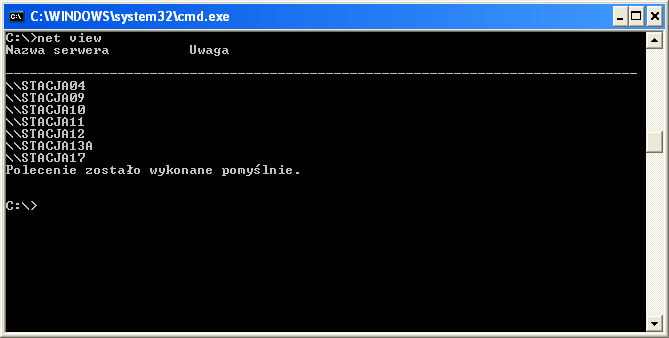 C:\WINDOWS\system32\cmd.exe
C:\>net view
Nazwa serwera          Uwaga
-------------------------------------------------------------------------------
\\STACJA04
\\STACJA09
\\STACJA10
\\STACJA11
\\STACJA12
\\STACJA13A
\\STACJA17
Polecenie zostało wykonane pomyślnie.
C:\>